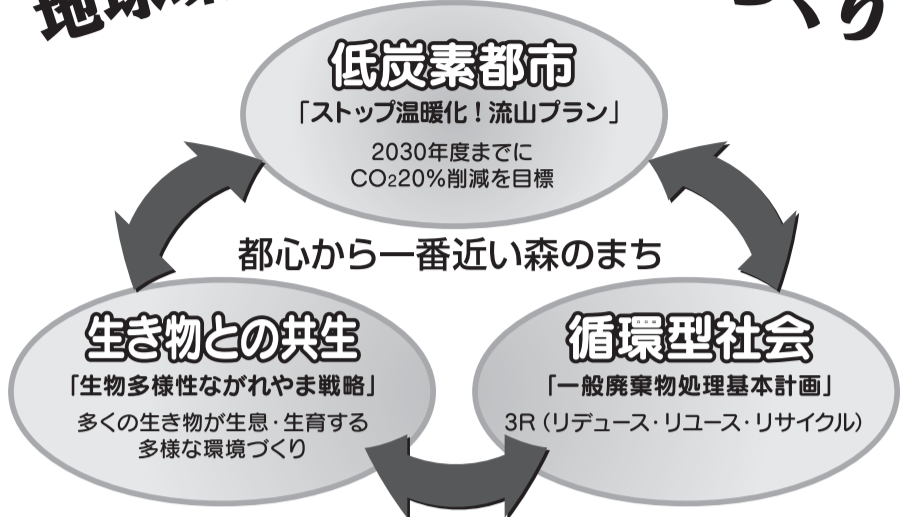 地球
づくり
低炭素都市
「ストップ温暖化！流山プラン」
2030年度までに
CO₂20％削減を目標
都心から一番近い森のまち
生き物との共生
「生物多様性ながれやま戦略」
多くの生き物が生息・生育する
多様な環境づくり
循環型社会
「一般廃棄物処理基本計画」
3R（リデュース・リユース・リサイクル）